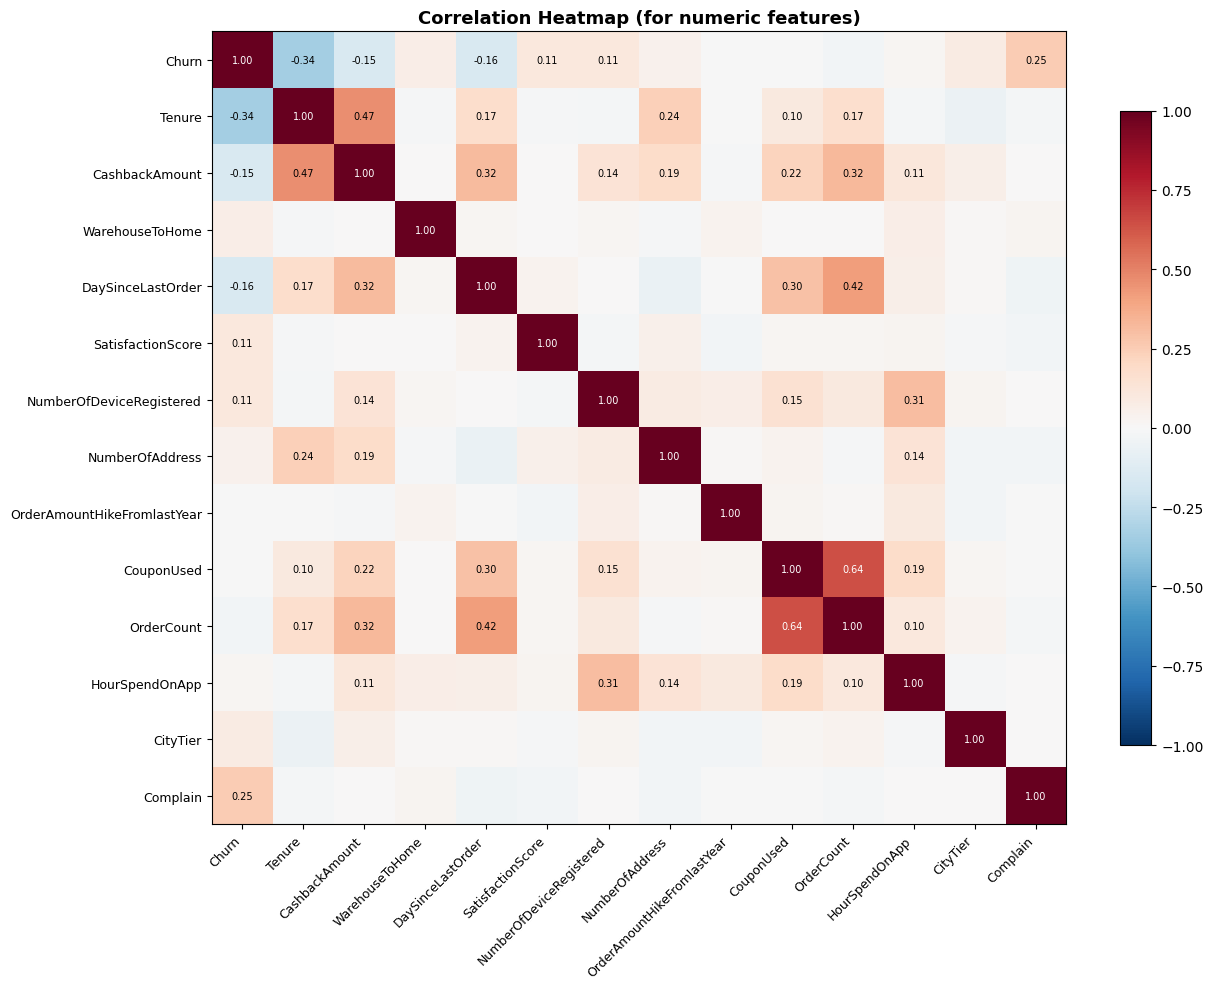 Correlation Heatmap (for numeric features)
Churn 1.00 -0.34 -0.15 -0.16 0.11 0.11 0.25
Tenure -0.34 1.00 0.47 0.17 0.24 0.10 0.17
CashbackAmount -0.15 0.47 1.00 0.32 0.14 0.19 0.22 0.32 0.11
WarehouseToHome 1.00
DaySinceLastOrder -0.16 0.17 0.32 1.00 0.30 0.42
SatisfactionScore 0.11 1.00
NumberOfDeviceRegistered 0.11 0.14 1.00 0.15 0.31
NumberOfAddress 0.24 0.19 1.00 0.14
OrderAmountHikeFromlastYear 1.00
CouponUsed 0.10 0.22 0.30 0.15 1.00 0.64 0.19
OrderCount 0.17 0.32 0.42 0.64 1.00 0.10
HourSpendOnApp 0.11 0.31 0.14 0.19 0.10 1.00
CityTier 1.00
Complain 0.25 1.00
Churn
Tenure
CashbackAmount
WarehouseToHome
DaySinceLastOrder
SatisfactionScore
NumberOfDeviceRegistered
NumberOfAddress
OrderAmountHikeFromlastYear
CouponUsed
OrderCount
HourSpendOnApp
CityTier
Complain
1.00
0.75
0.50
0.25
0.00
−0.25
−0.50
−0.75
−1.00